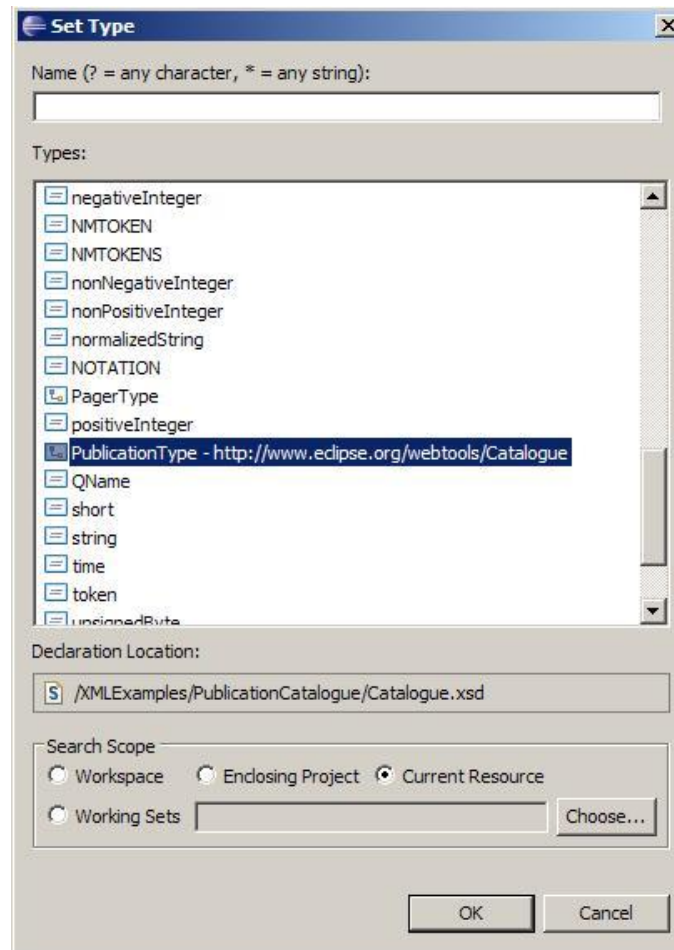 Set Type
Name (? = any character, * = any string):
Types:
negativeInteger
NMTOKEN
NMTOKENS
nonNegativeInteger
nonPositiveInteger
normalizedString
NOTATION
PagerType
positiveInteger
PublicationType - http://www.eclipse.org/webtools/Catalogue
QName
short
string
time
token
unsignedByte
Declaration Location:
S /XMLExamples/PublicationCatalogue/Catalogue.xsd
Search Scope
Workspace Enclosing Project Current Resource
Working Sets Choose...
OK Cancel